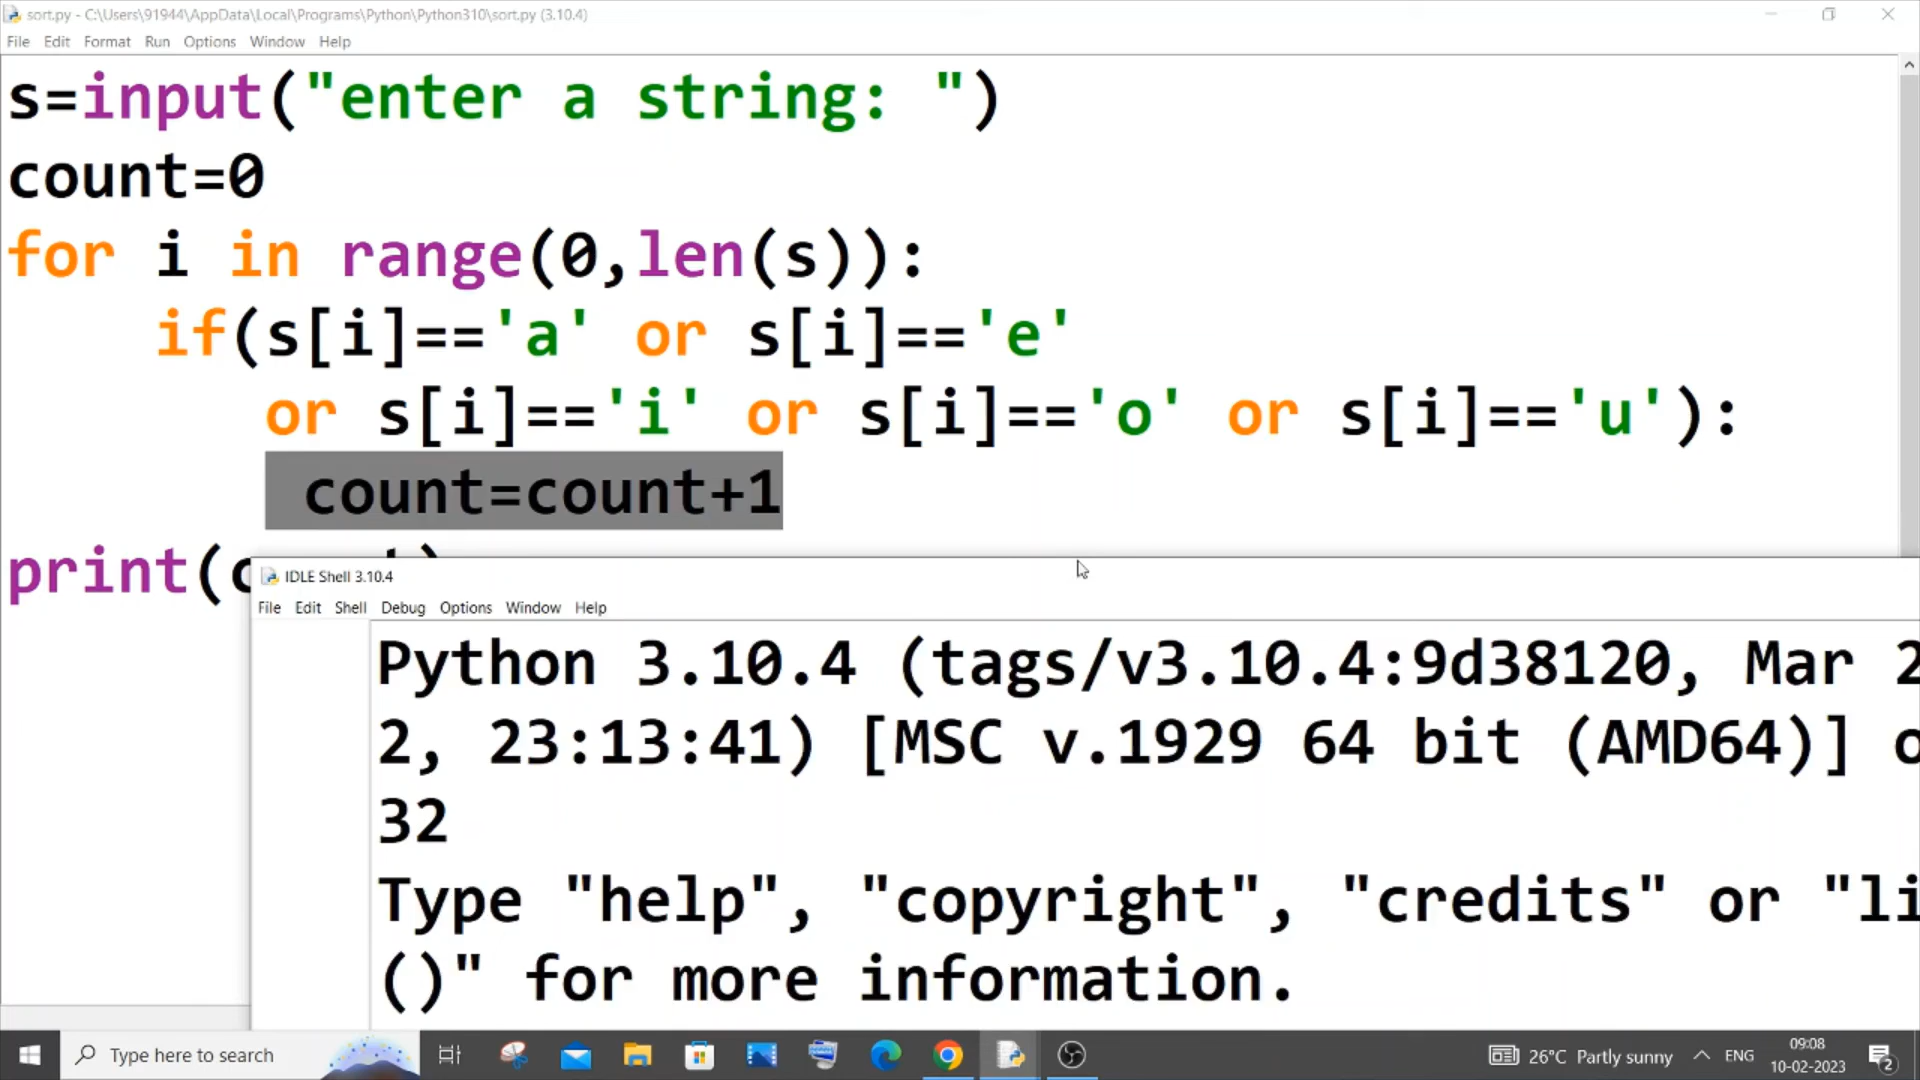 sort.py - C:\Users\91944\AppData\Local\Programs\Python\Python310\sort.py (3.10.4)
File Edit Format Run Options Window Help
s=input("enter a string: ")
count=0
for i in range(0,len(s)):
    if(s[i]=='a' or s[i]=='e'
       or s[i]=='i' or s[i]=='o' or s[i]=='u'):
        count=count+1
print(
IDLE Shell 3.10.4
File Edit Shell Debug Options Window Help
Python 3.10.4 (tags/v3.10.4:9d38120, Mar 2
2, 23:13:41) [MSC v.1929 64 bit (AMD64)] o
32
Type "help", "copyright", "credits" or "li
()" for more information.
Type here to search
26°C Partly sunny
ENG
09:08
10-02-2023
2